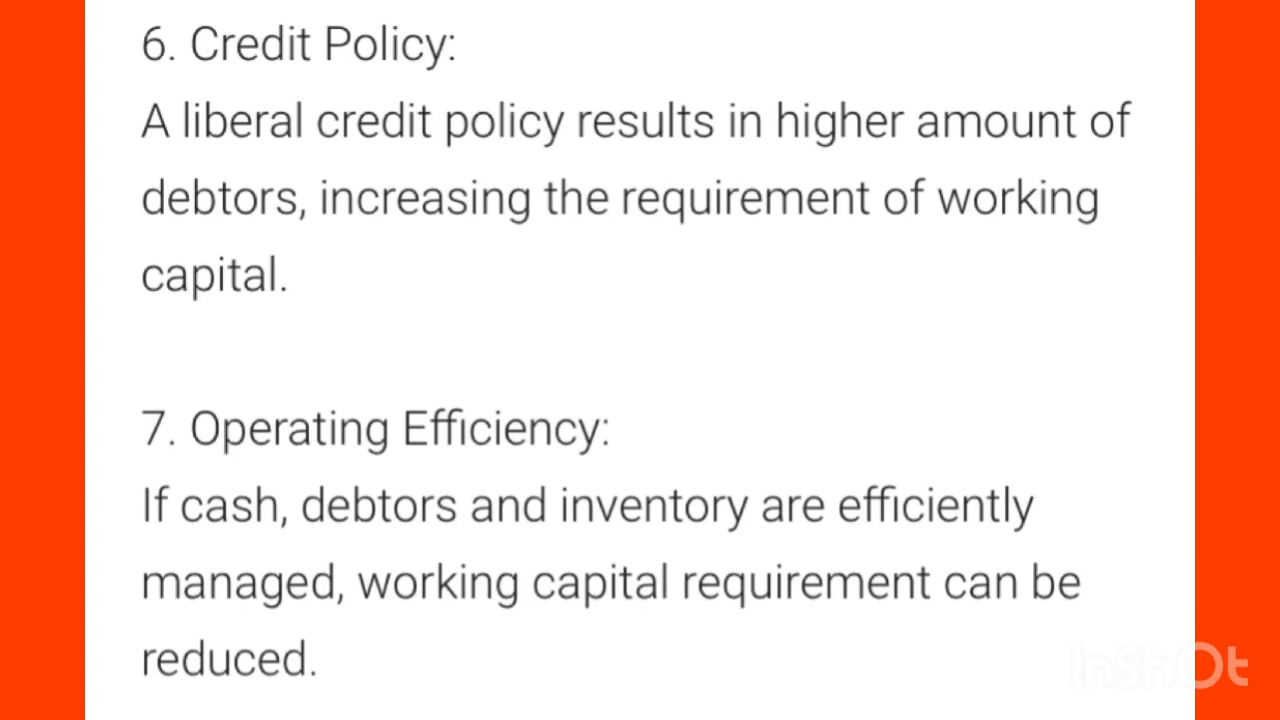 6. Credit Policy:
A liberal credit policy results in higher amount of
debtors, increasing the requirement of working
capital.
7. Operating Efficiency:
If cash, debtors and inventory are efficiently
managed, working capital requirement can be
reduced.
InShOt